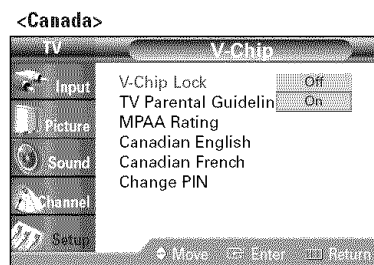 <Canada>
TV
V-Chip
Input
Picture
Sound
Channel
Setup
V-Chip Lock Off
TV Parental Guidelin On
MPAA Rating
Canadian English
Canadian French
Change PIN
Move Enter Return